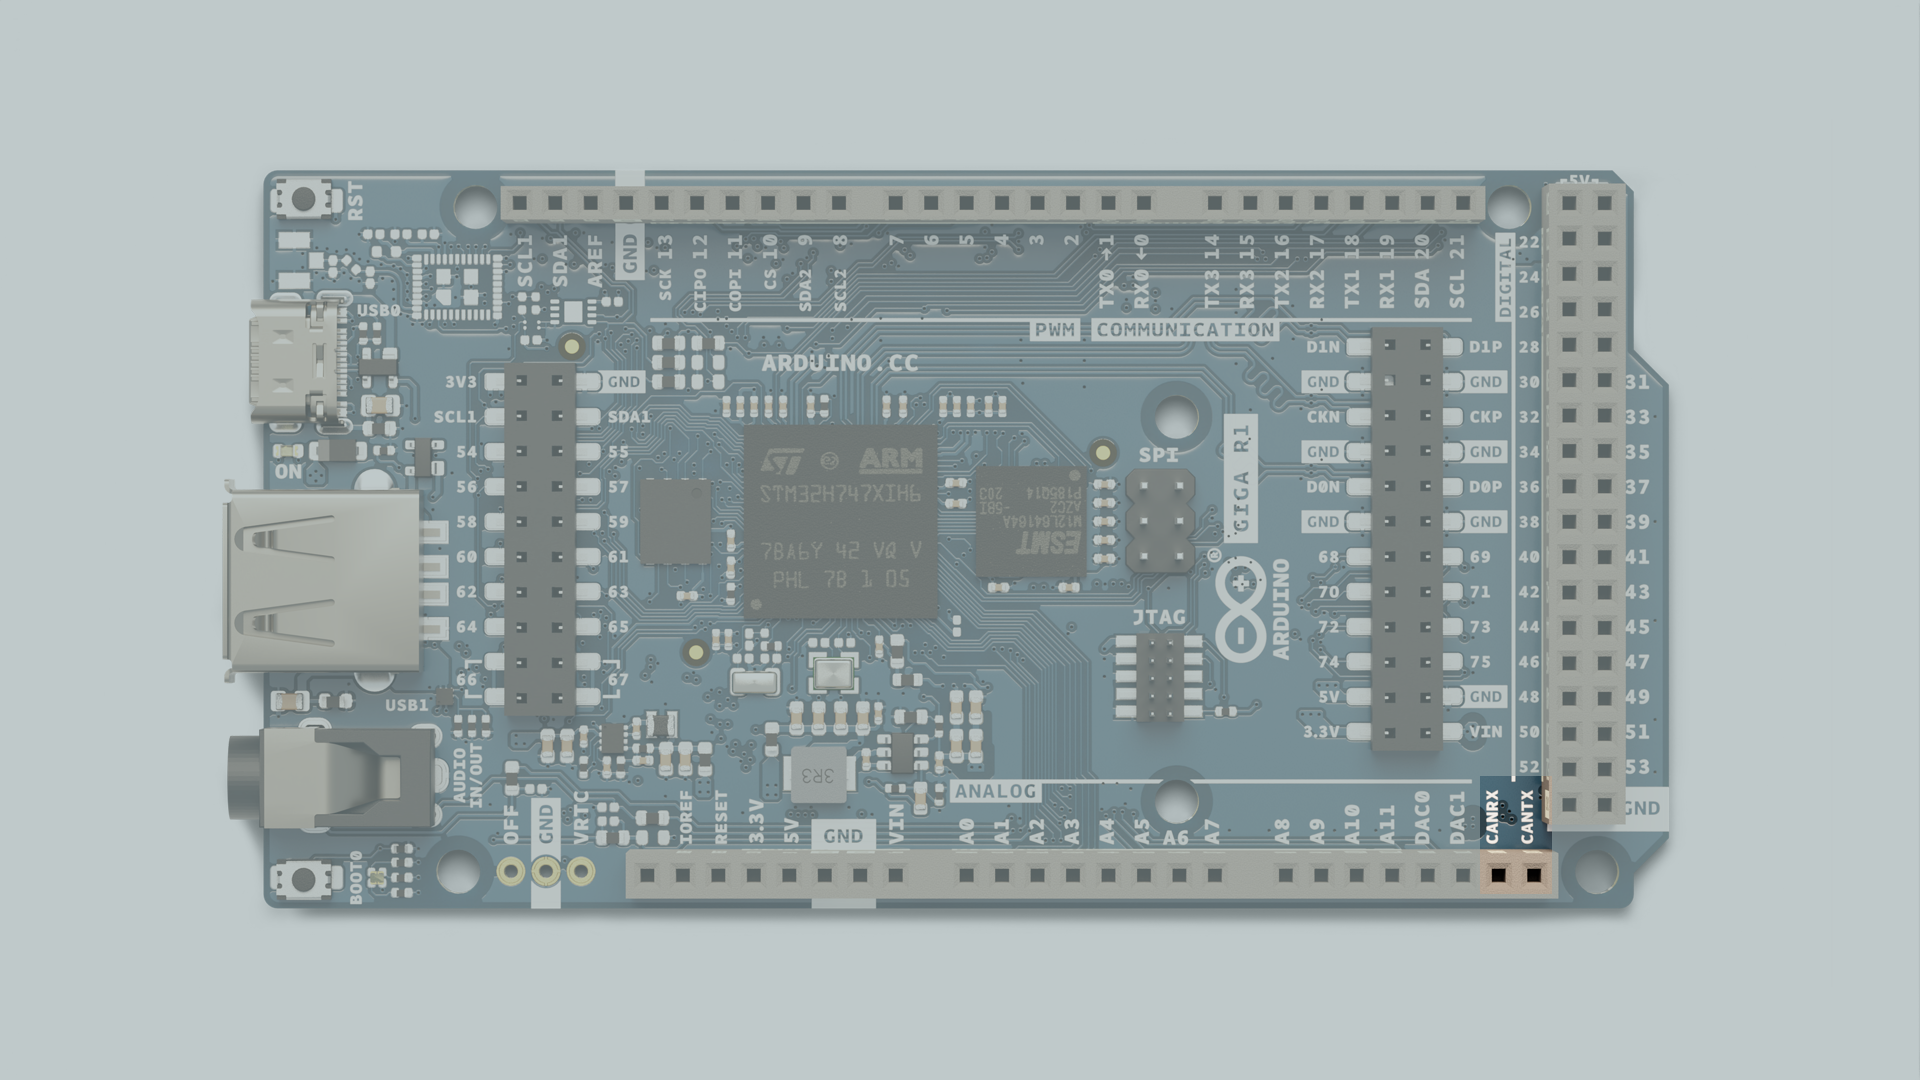 RST
SCL1
SDA1
AREF
GND
SCK 13
CIPO 12
COPI 11
CS 10
SDA2 9
SCL2 8
7
6
5
4
3
2
TX0 →1
RX0 ←0
TX3 14
RX3 15
TX2 16
RX2 17
TX1 18
RX1 19
SDA 20
SCL 21
5V
DIGITAL
22
24
26
28
30
31
32
33
34
35
36
37
38
39
40
41
42
43
44
45
46
47
48
49
50
51
52
53
GND
PWM
COMMUNICATION
USB0
ARDUINO.CC
3V3
GND
SCL1
SDA1
54
55
56
57
58
59
60
61
62
63
64
65
66
67
ON
USB1
AUDIO
IN/OUT
ARM
STM32H747XIH6
7BA6Y 42 VQ V
PHL 7B 1 05
ESMT
M12L64164A
-5BI
AZC2
P185Q14
203
SPI
JTAG
GIGA R1
ARDUINO
®
D1N
D1P
GND
GND
CKN
CKP
GND
GND
D0N
D0P
GND
GND
68
69
70
71
72
73
74
75
5V
GND
3.3V
VIN
3R3
ANALOG
BOOT0
OFF
GND
VRTC
IOREF
RESET
3.3V
5V
GND
VIN
A0
A1
A2
A3
A4
A5
A6
A7
A8
A9
A10
A11
DAC0
DAC1
CANRX
CANTX